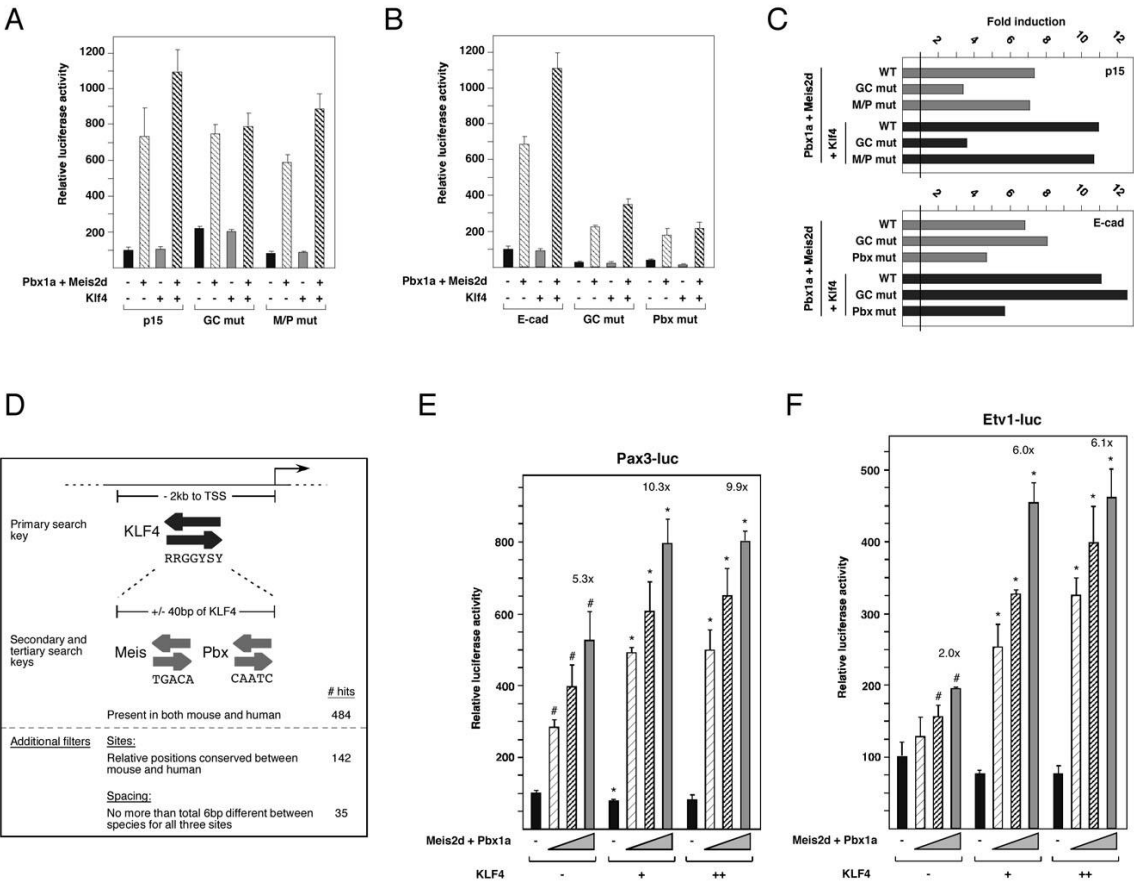 A
Relative luciferase activity
1200
1000
800
600
400
200
Pbx1a + Meis2d - + - + - + - + - + - +
Klf4 - - + + - - + + - - + +
p15 GC mut M/P mut
B
Relative luciferase activity
1200
1000
800
600
400
200
Pbx1a + Meis2d - + - + - + - + - + - +
Klf4 - - + + - - + + - - + +
E-cad GC mut Pbx mut
C
Fold induction
2 4 6 8 10 12
p15
Pbx1a + Meis2d
+ Klf4
WT
GC mut
M/P mut
WT
GC mut
M/P mut
2 4 6 8 10 12
E-cad
Pbx1a + Meis2d
+ Klf4
WT
GC mut
Pbx mut
WT
GC mut
Pbx mut
D
- 2kb to TSS
Primary search
key
KLF4
RRGGYSY
+/- 40bp of KLF4
Secondary and
tertiary search
keys
Meis Pbx
TGACA CAATC
# hits
Present in both mouse and human 484
Additional filters Sites:
Relative positions conserved between
mouse and human 142
Spacing:
No more than total 6bp different between
species for all three sites 35
E
Pax3-luc
Relative luciferase activity
800
600
400
200
5.3x 10.3x 9.9x
# # # * * * * * * *
Meis2d + Pbx1a - - -
KLF4 - + ++
F
Etv1-luc
Relative luciferase activity
500
400
300
200
100
2.0x 6.0x 6.1x
# # * * * * * *
Meis2d + Pbx1a - - -
KLF4 - + ++